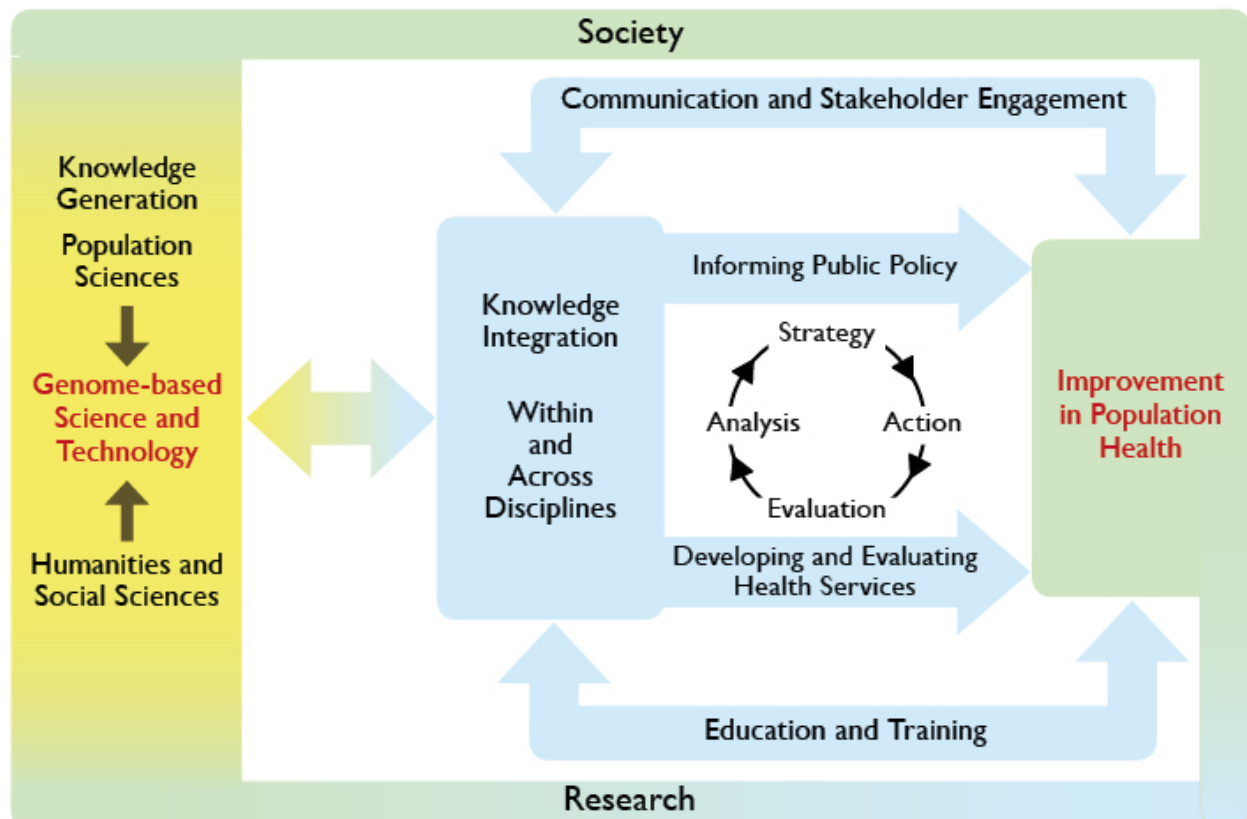 Society
Communication and Stakeholder Engagement
Knowledge
Generation
Population
Sciences
Genome-based
Science and
Technology
Humanities and
Social Sciences
Knowledge
Integration
Within
and
Across
Disciplines
Informing Public Policy
Strategy
Analysis
Action
Evaluation
Developing and Evaluating
Health Services
Improvement
in Population
Health
Education and Training
Research